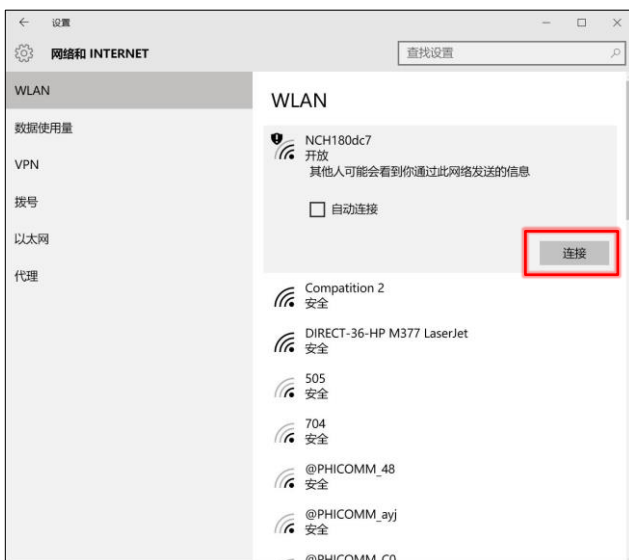 设置
网络和 INTERNET
查找设置
WLAN
数据使用量
VPN
拨号
以太网
代理
WLAN
NCH180dc7
开放
其他人可能会看到你通过此网络发送的信息
自动连接
连接
Compatition 2
安全
DIRECT-36-HP M377 LaserJet
安全
505
安全
704
安全
@PHICOMM_48
安全
@PHICOMM_ayj
安全
@PHICOMM_C0